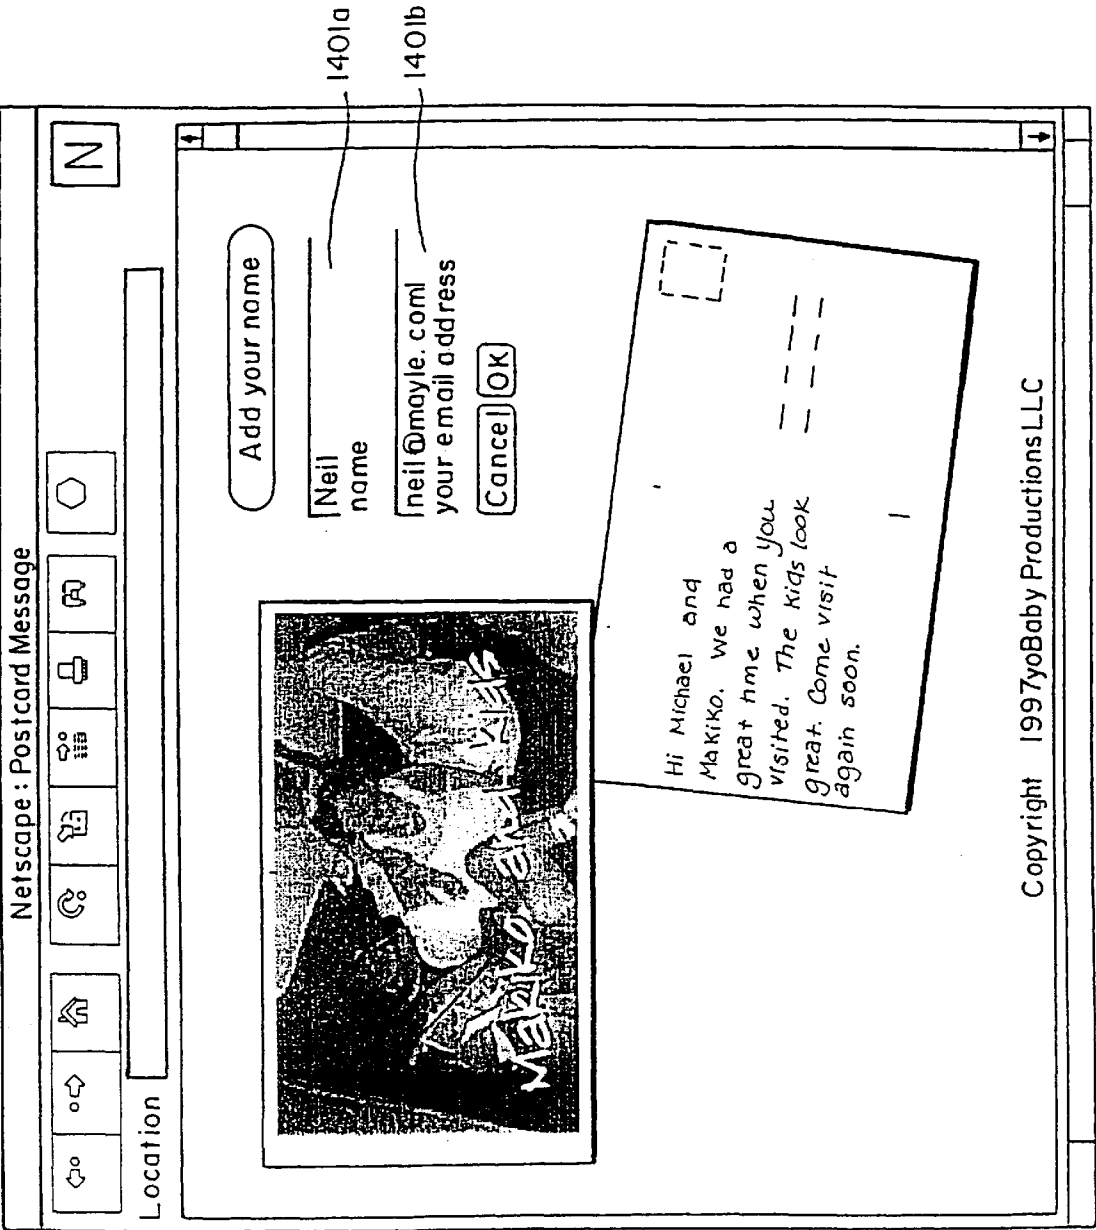 Netscape : Postcard Message
N
Location
Add your name
Neil
name
1401a
neil@mayle.coml
your email address
1401b
Cancel OK
Hi Michael and
Makiko. We had a
great time when you
visited. The kids look
great. Come visit
again soon.
Copyright 1997yoBaby Productions LLC